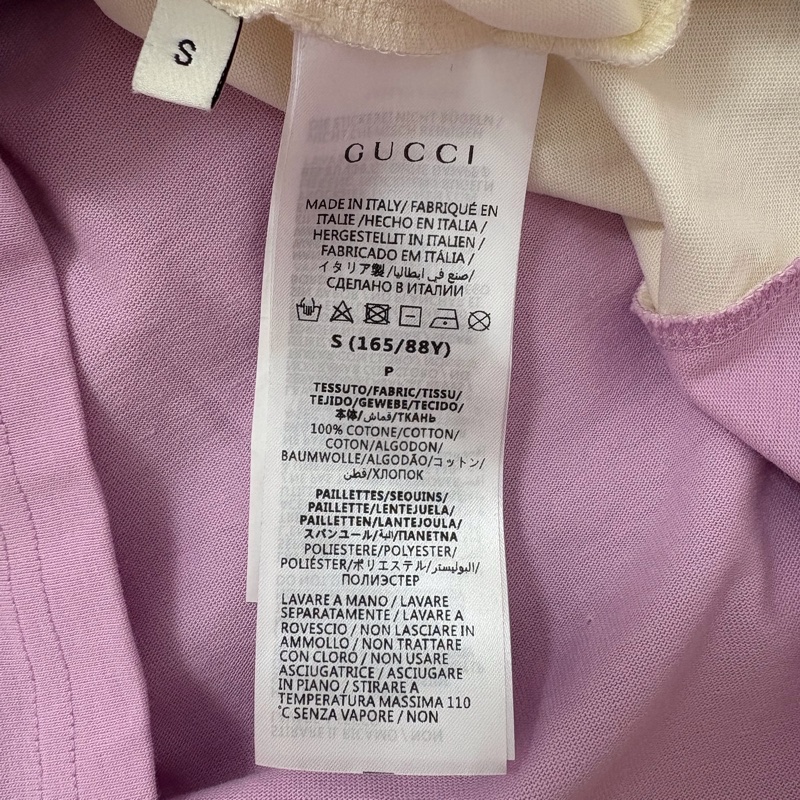 S
GUCCI
MADE IN ITALY/ FABRIQUÉ EN
ITALIE /HECHO EN ITALIA /
HERGESTELLT IN ITALIEN /
FABRICADO EM ITÁLIA /
イタリア製 /صنع في ايطاليا/
СДЕЛАНО В ИТАЛИИ
S (165/88Y)
P
TESSUTO/FABRIC/TISSU/
TEJIDO/GEWEBE/TECIDO/
本体/قماش/ТКАНЬ
100% COTONE/COTTON/
COTON/ALGODON/
BAUMWOLLE/ALGODÃO/コットン/
قطن/ХЛОПОК
PAILLETTES/SEQUINS/
PAILLETTE/LENTEJUELA/
PAILLETTEN/LANTEJOULA/
スパンユール/ПАНЕТNА
POLIESTERE/POLYESTER/
POLIÉSTER/ポリエステル/البوليستر/
ПОЛИЭСТЕР
LAVARE A MANO / LAVARE
SEPARATAMENTE / LAVARE A
ROVESCIO / NON LASCIARE IN
AMMOLLO / NON TRATTARE
CON CLORO / NON USARE
ASCIUGATRICE / ASCIUGARE
IN PIANO / STIRARE A
TEMPERATURA MASSIMA 110
°C SENZA VAPORE / NON